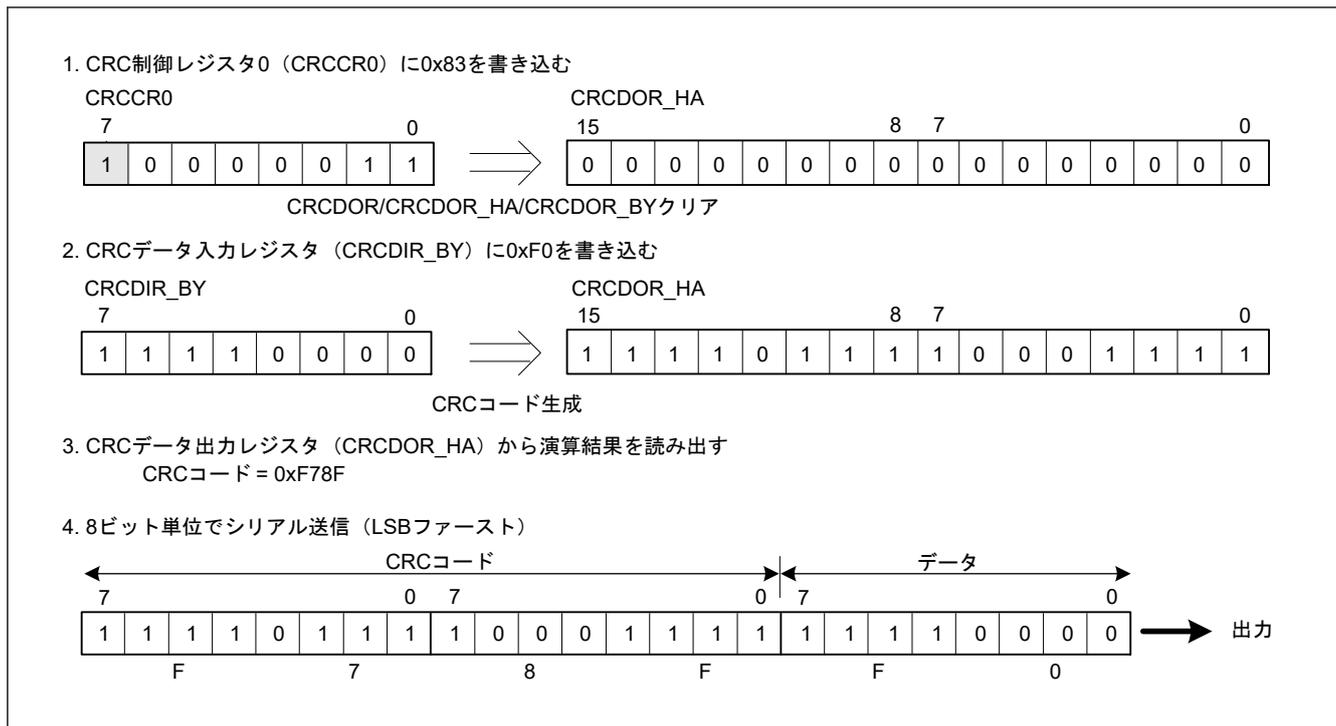 1. CRC制御レジスタ0（CRCCR0）に0x83を書き込む
CRCCR0 CRCDOR_HA
7 0 15 8 7 0
1 0 0 0 0 0 1 1 0 0 0 0 0 0 0 0 0 0 0 0 0 0 0 0
CRCDOR/CRCDOR_HA/CRCDOR_BYクリア
2. CRCデータ入力レジスタ（CRCDIR_BY）に0xF0を書き込む
CRCDIR_BY CRCDOR_HA
7 0 15 8 7 0
1 1 1 1 0 0 0 0 1 1 1 1 0 1 1 1 1 0 0 0 1 1 1 1
CRCコード生成
3. CRCデータ出力レジスタ（CRCDOR_HA）から演算結果を読み出す
CRCコード = 0xF78F
4. 8ビット単位でシリアル送信（LSBファースト）
CRCコード データ
7 0 7 0 7 0
1 1 1 1 0 1 1 1 1 0 0 0 1 1 1 1 1 1 1 1 0 0 0 0 出力
F 7 8 F F 0